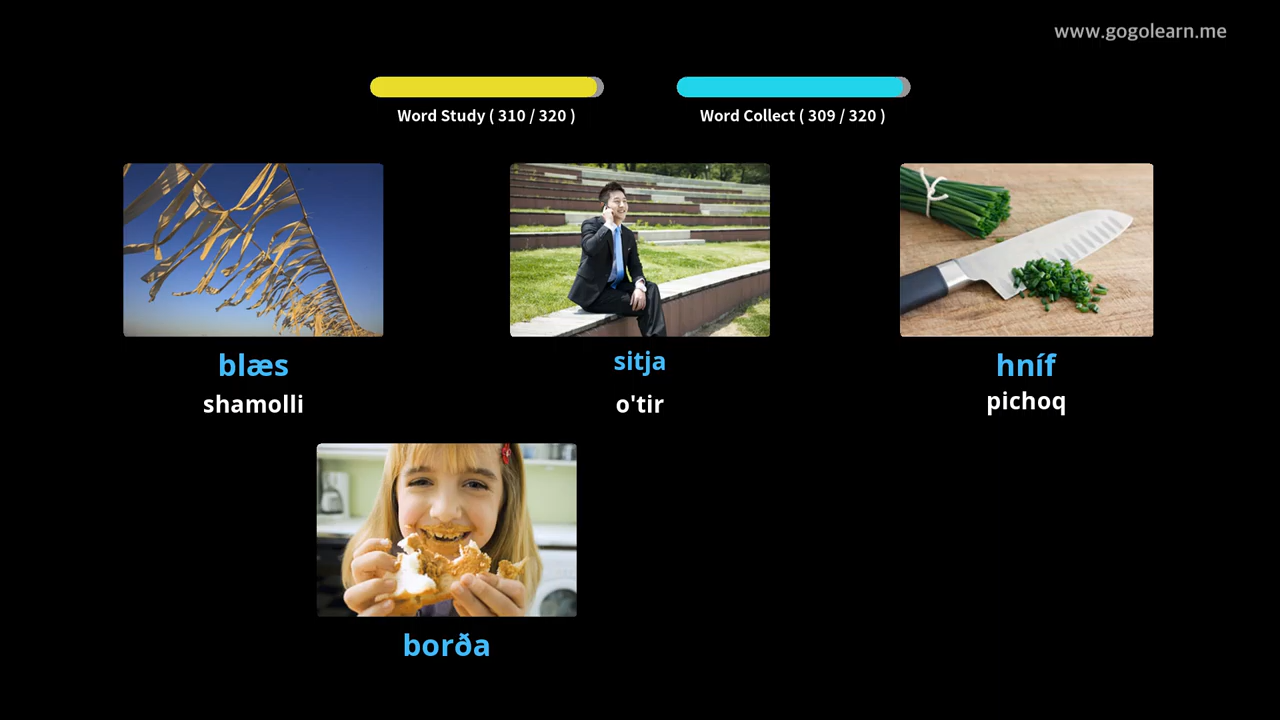 www.gogolearn.me
Word Study ( 310 / 320 )
Word Collect ( 309 / 320 )
blæs
sitja
hníf
shamolli
o'tir
pichoq
borða